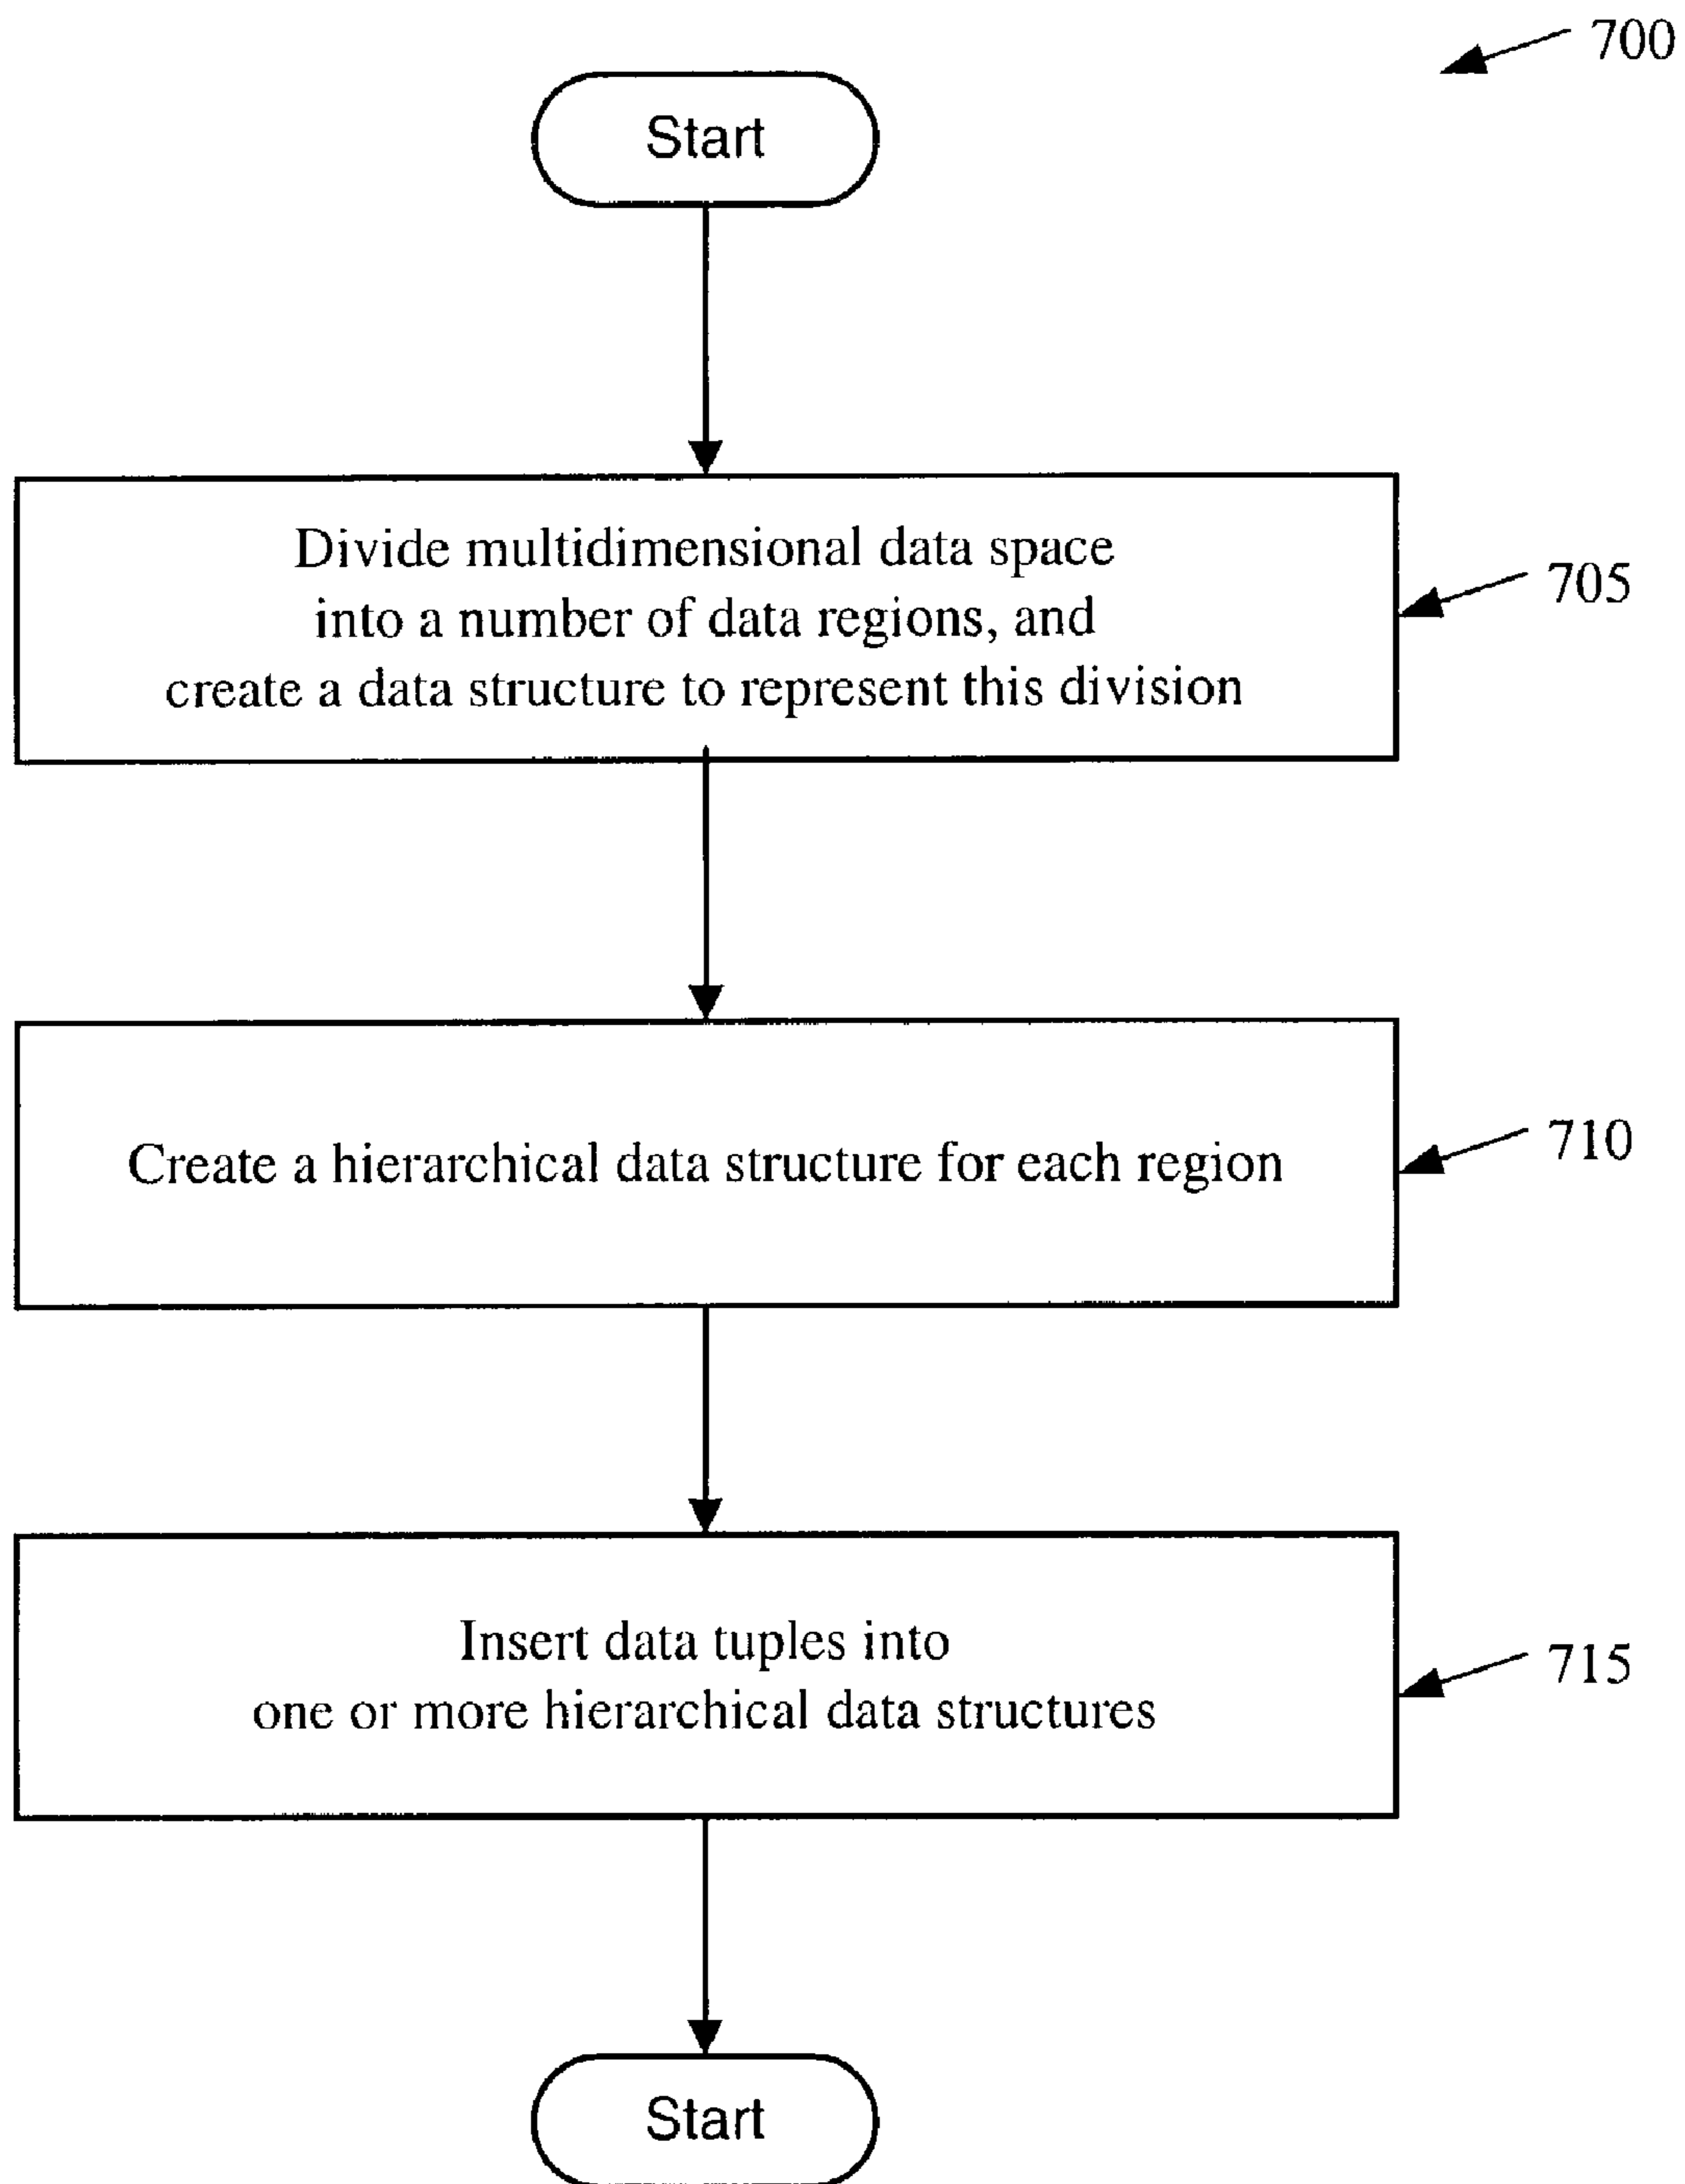 700
Start
Divide multidimensional data space
into a number of data regions, and
create a data structure to represent this division
705
Create a hierarchical data structure for each region
710
Insert data tuples into
one or more hierarchical data structures
715
Start